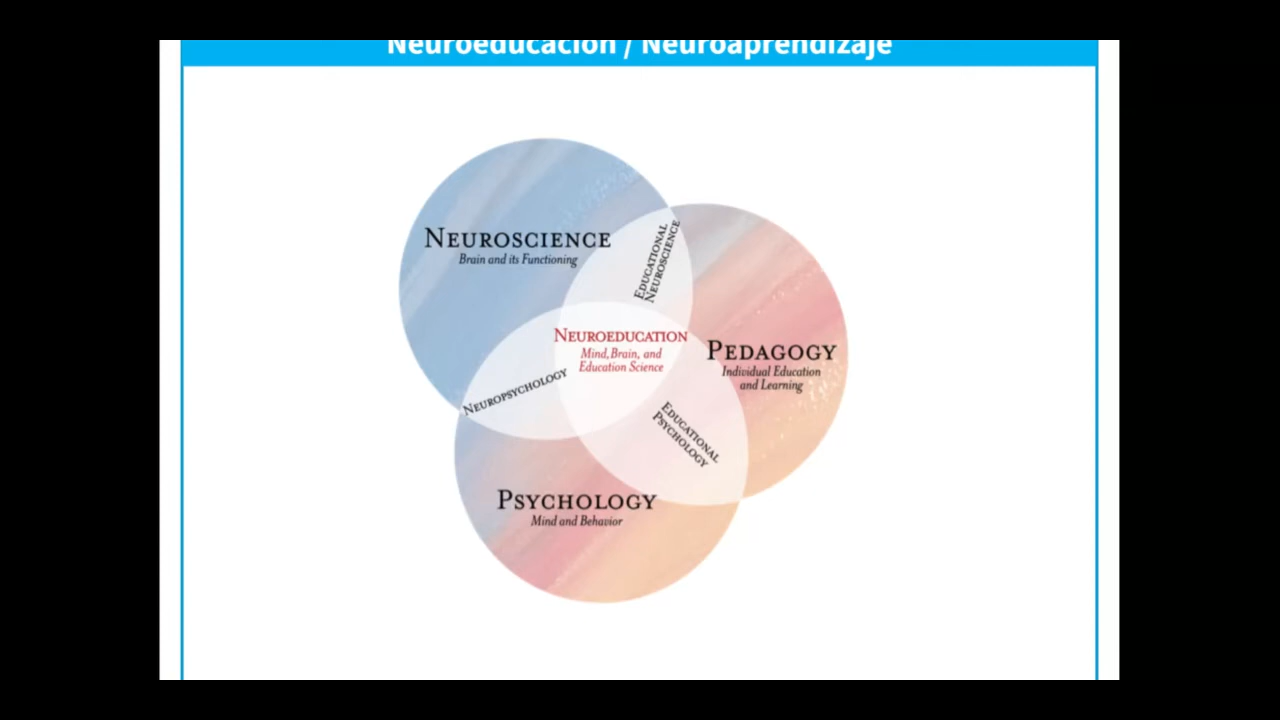 Neuroeducación / Neuroaprendizaje
NEUROSCIENCE
Brain and its Functioning
EDUCATIONAL
NEUROSCIENCE
NEUROEDUCATION
Mind, Brain, and
Education Science
PEDAGOGY
Individual Education
and Learning
NEUROPSYCHOLOGY
EDUCATIONAL
PSYCHOLOGY
PSYCHOLOGY
Mind and Behavior